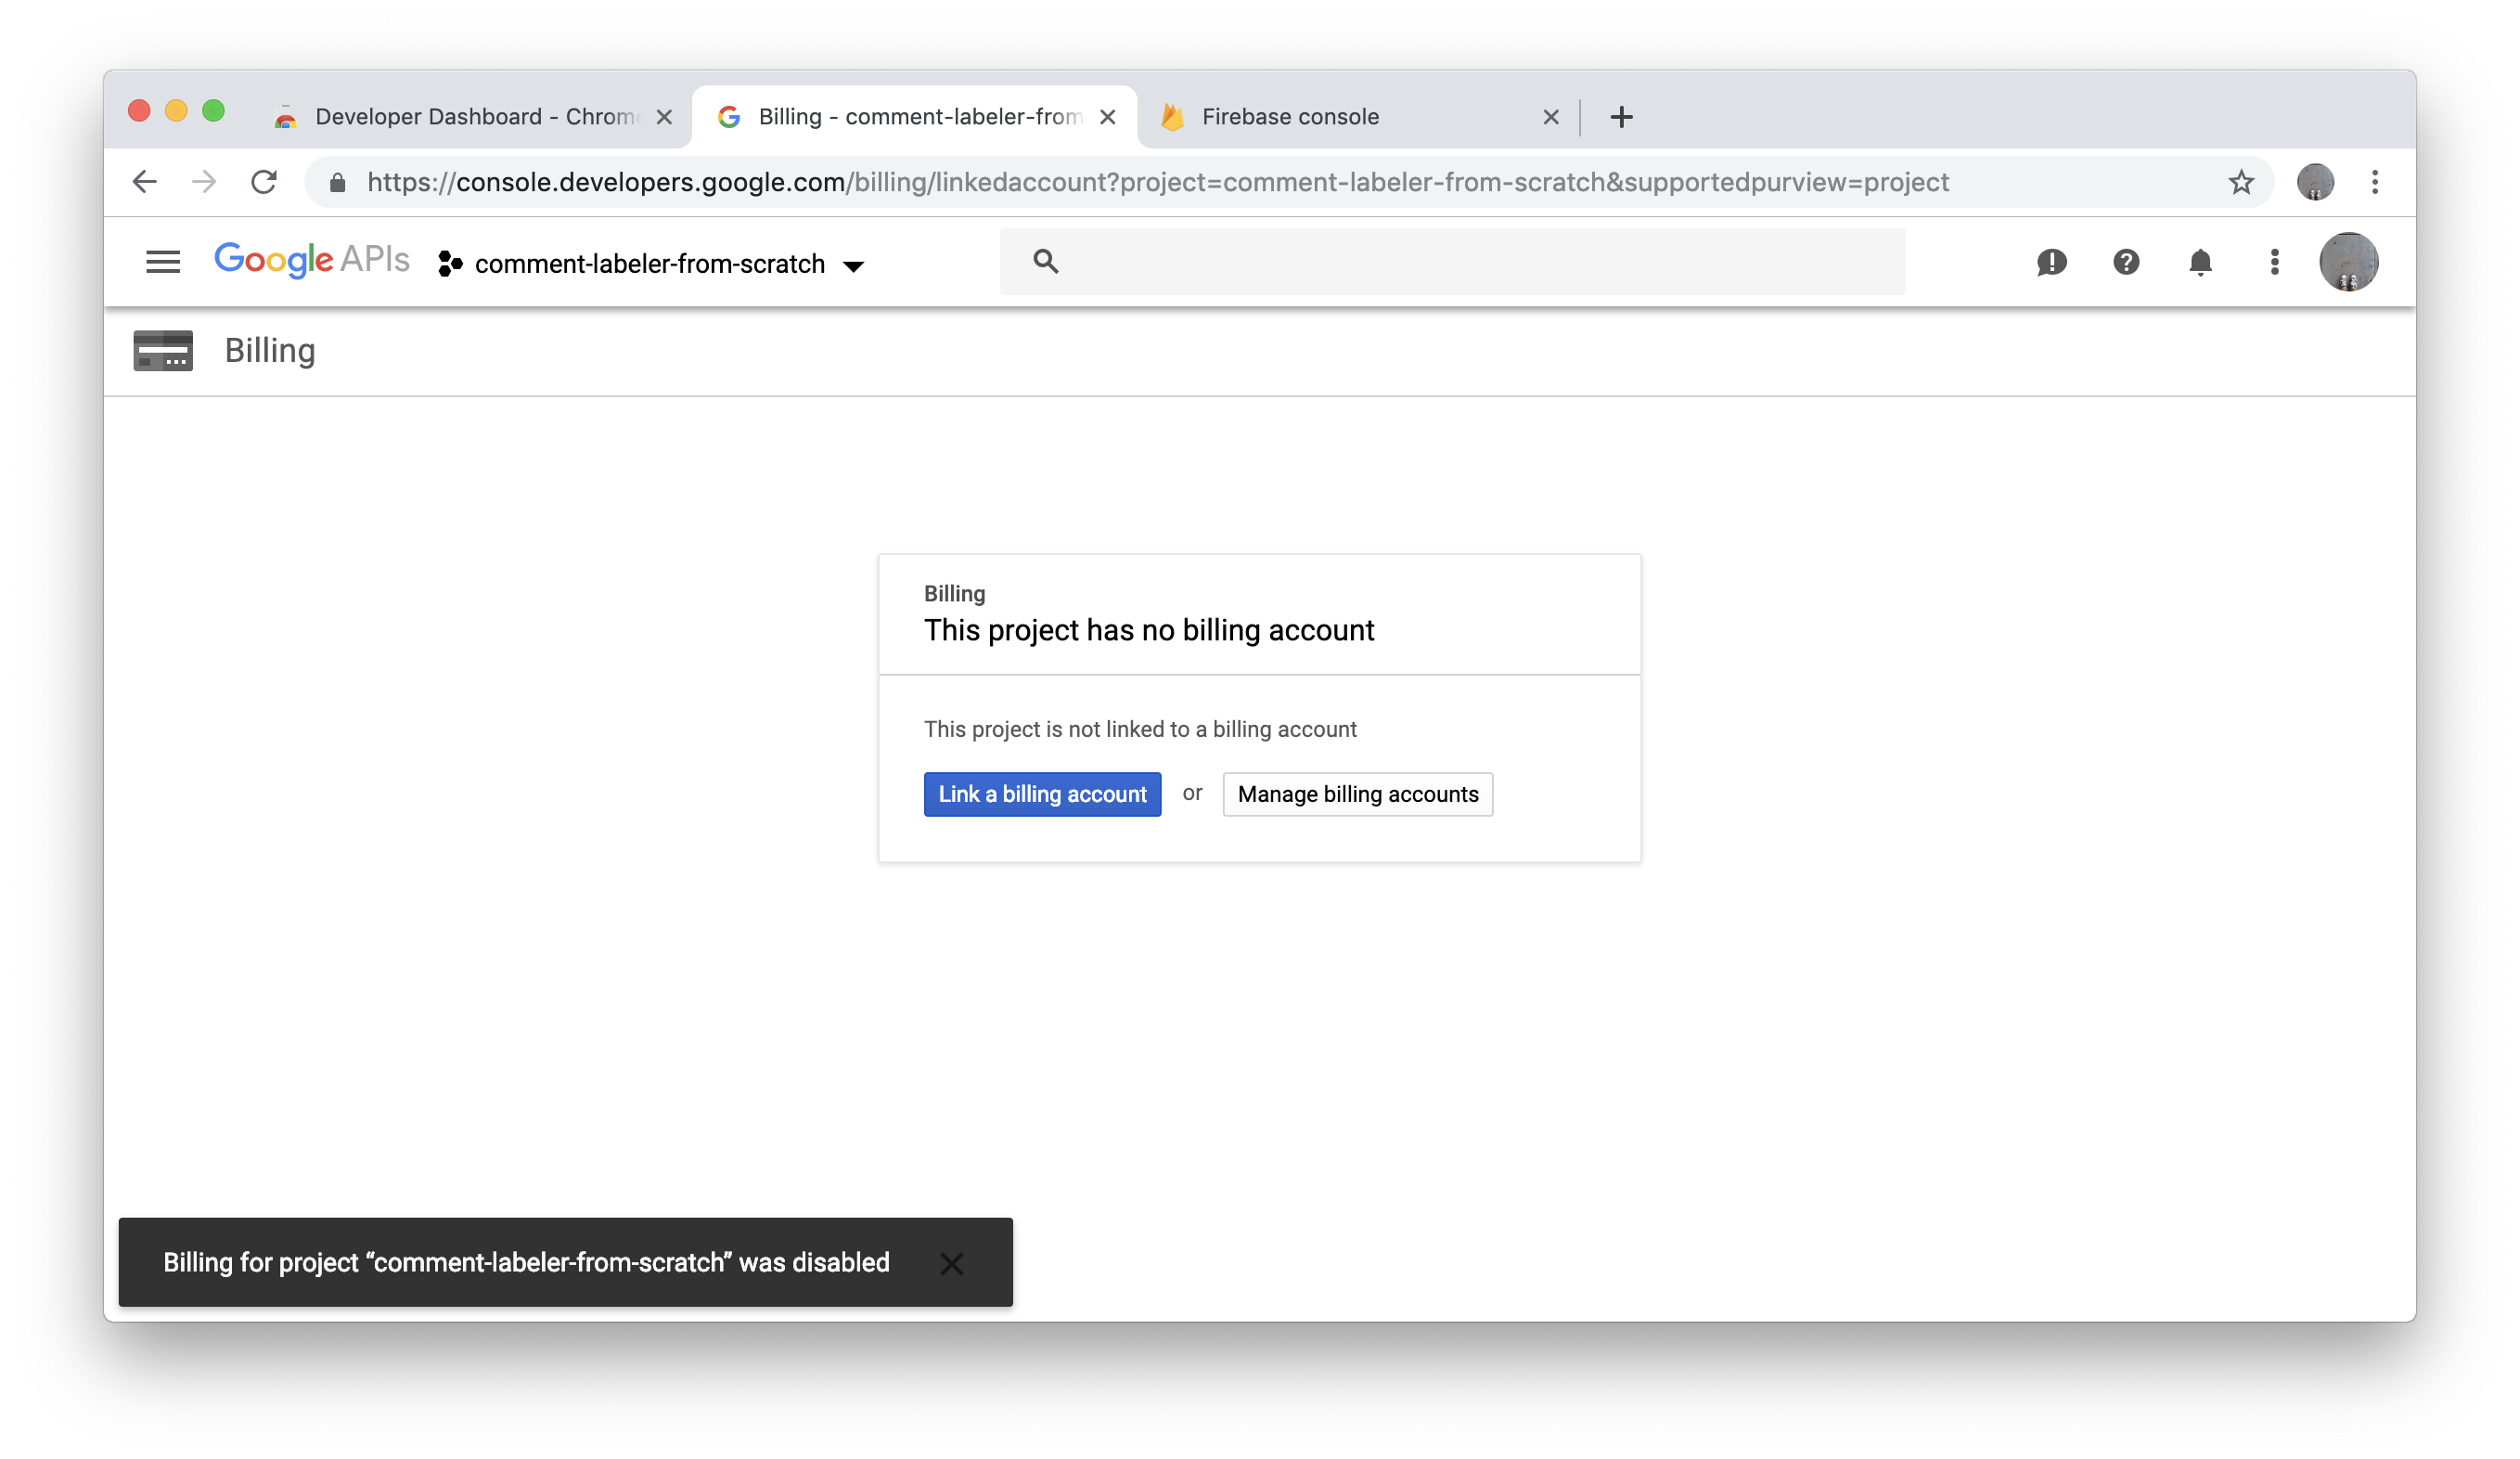 Developer Dashboard - Chrome
Billing - comment-labeler-from
Firebase console
https://console.developers.google.com/billing/linkedaccount?project=comment-labeler-from-scratch&supportedpurview=project
Google APIs
comment-labeler-from-scratch
Billing
Billing
This project has no billing account
This project is not linked to a billing account
Link a billing account or Manage billing accounts
Billing for project “comment-labeler-from-scratch” was disabled